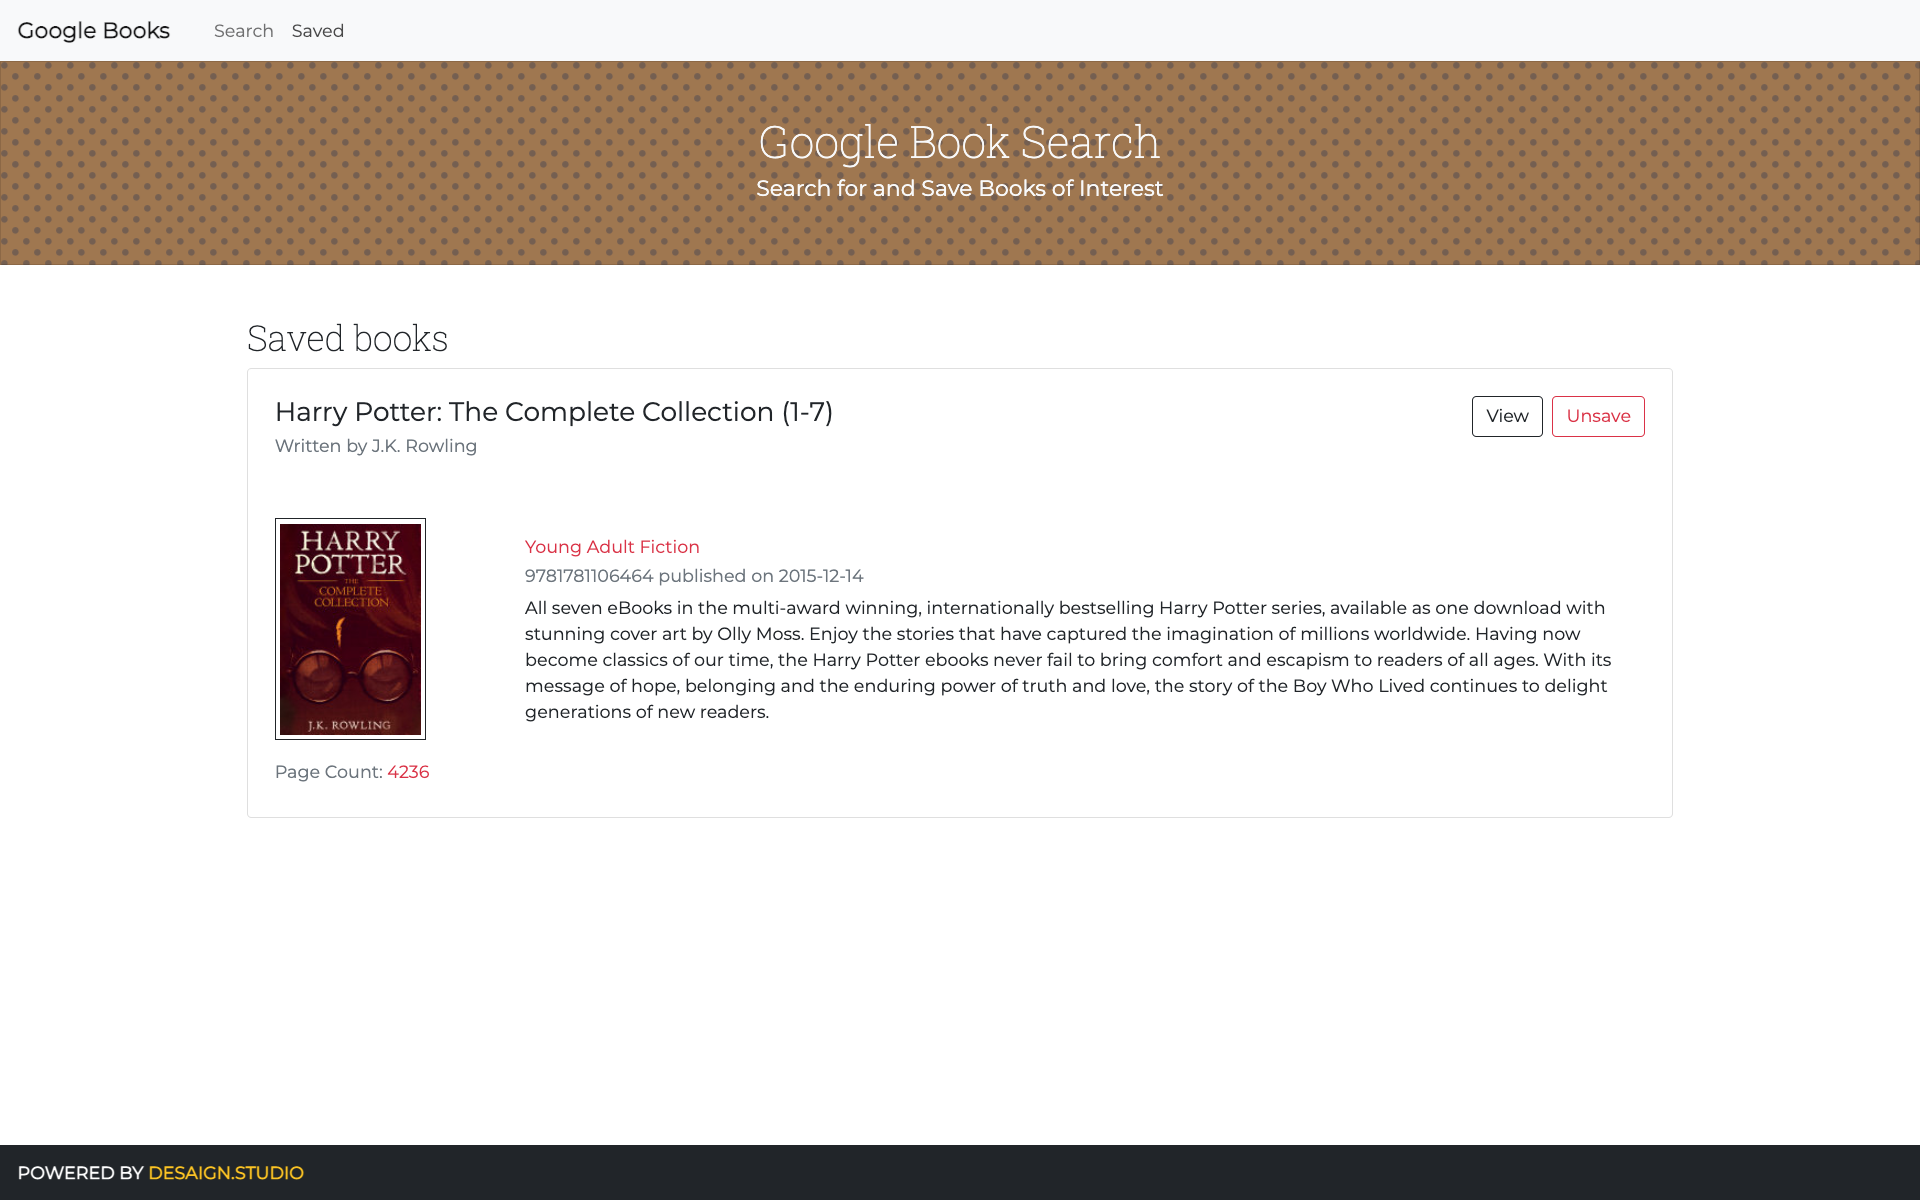 Google Books
Search
Saved
Google Book Search
Search for and Save Books of Interest
Saved books
Harry Potter: The Complete Collection (1-7)
Written by J.K. Rowling
View
Unsave
HARRY
POTTER
THE
COMPLETE
COLLECTION
J.K. ROWLING
Young Adult Fiction
9781781106464 published on 2015-12-14
All seven eBooks in the multi-award winning, internationally bestselling Harry Potter series, available as one download with
stunning cover art by Olly Moss. Enjoy the stories that have captured the imagination of millions worldwide. Having now
become classics of our time, the Harry Potter ebooks never fail to bring comfort and escapism to readers of all ages. With its
message of hope, belonging and the enduring power of truth and love, the story of the Boy Who Lived continues to delight
generations of new readers.
Page Count: 4236
POWERED BY DESAIGN.STUDIO